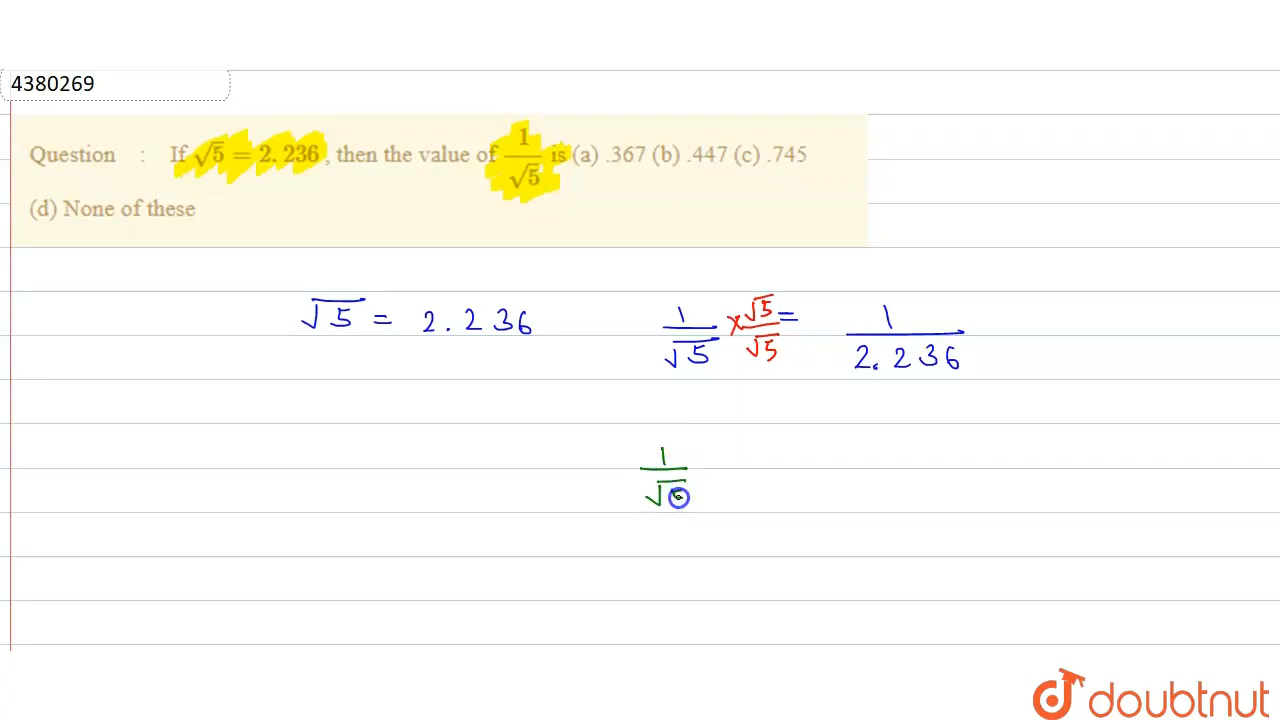 4380269
Question : If √5 = 2. 236 , then the value of 1/√5 is (a) .367 (b) .447 (c) .745
(d) None of these
√5 = 2.236 1/√5 × √5/√5 = 1/2.236
1/√
doubtnut